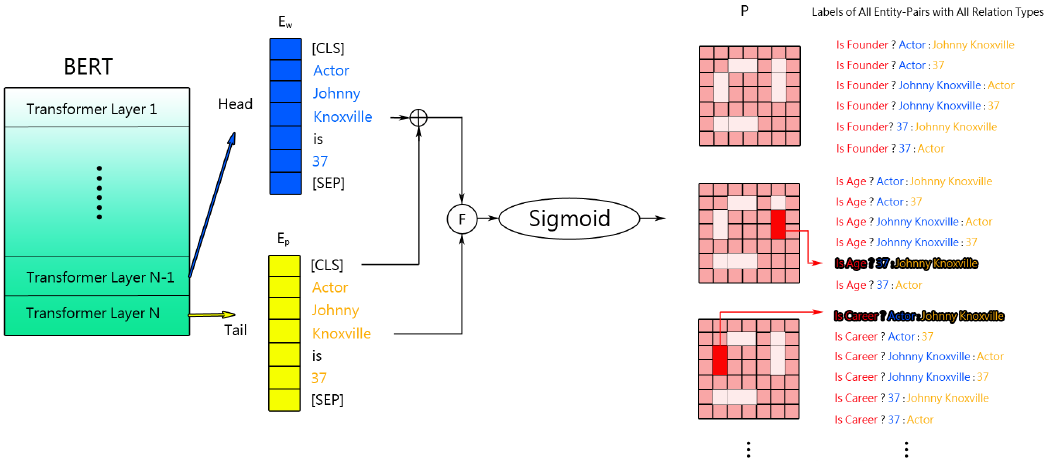 BERT
Transformer Layer 1
Transformer Layer N-1
Transformer Layer N
Head
Tail
Ew
[CLS]
Actor
Johnny
Knoxville
is
37
[SEP]
Ep
[CLS]
Actor
Johnny
Knoxville
is
37
[SEP]
F
Sigmoid
P
Labels of All Entity-Pairs with All Relation Types
Is Founder ? Actor : Johnny Knoxville
Is Founder ? Actor : 37
Is Founder ? Johnny Knoxville : Actor
Is Founder ? Johnny Knoxville : 37
Is Founder? 37 : Johnny Knoxville
Is Founder ? 37 : Actor
Is Age ? Actor : Johnny Knoxville
Is Age ? Actor : 37
Is Age ? Johnny Knoxville : Actor
Is Age ? Johnny Knoxville : 37
Is Age ? 37 : Johnny Knoxville
Is Age ? 37 : Actor
Is Career ? Actor : Johnny Knoxville
Is Career ? Actor : 37
Is Career ? Johnny Knoxville : Actor
Is Career ? Johnny Knoxville : 37
Is Career ? 37 : Johnny Knoxville
Is Career ? 37 : Actor